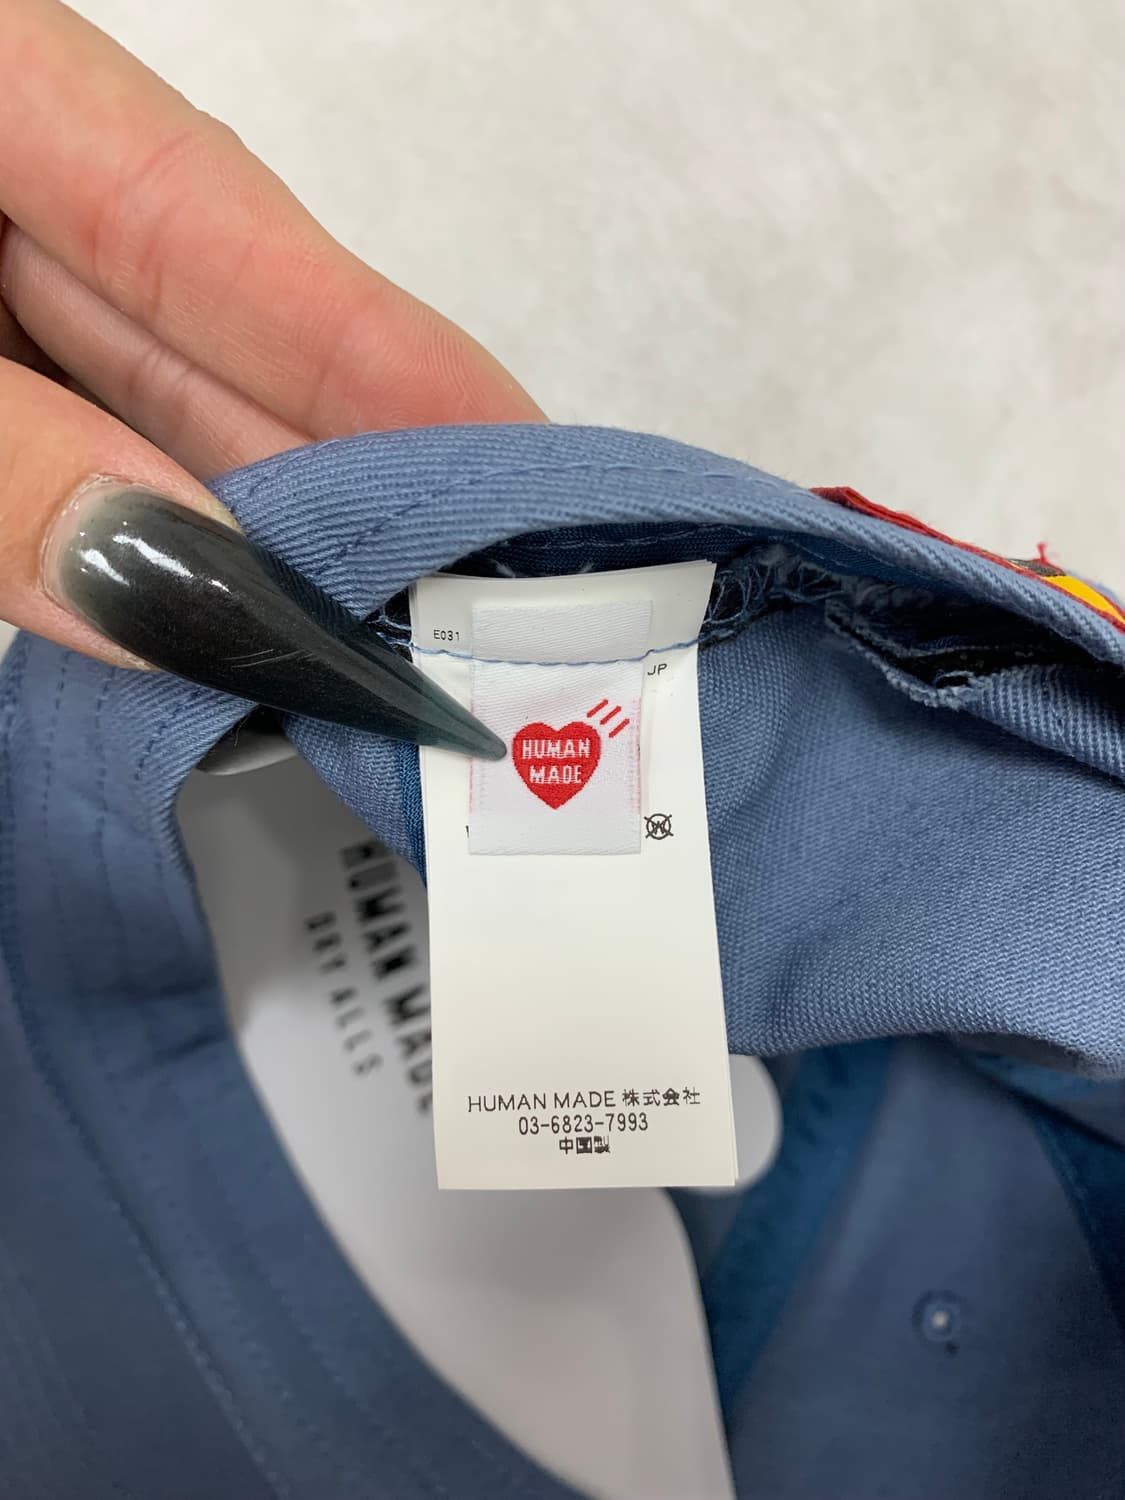 E031
JP
HUMAN
MADE
HUMAN MADE
DRY ALLS
HUMAN MADE 株式会社
03-6823-7993
中国製